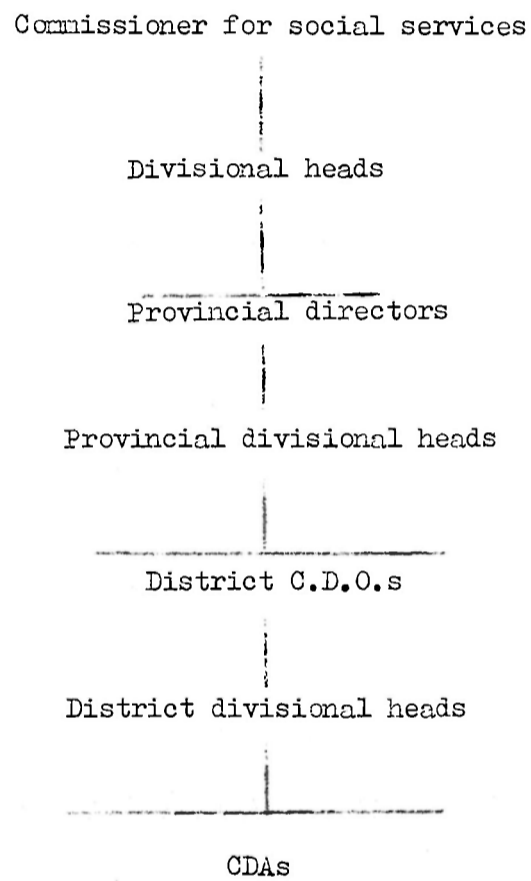 Commissioner for social services
Divisional heads
Provincial directors
Provincial divisional heads
District C.D.O.s
District divisional heads
CDAs